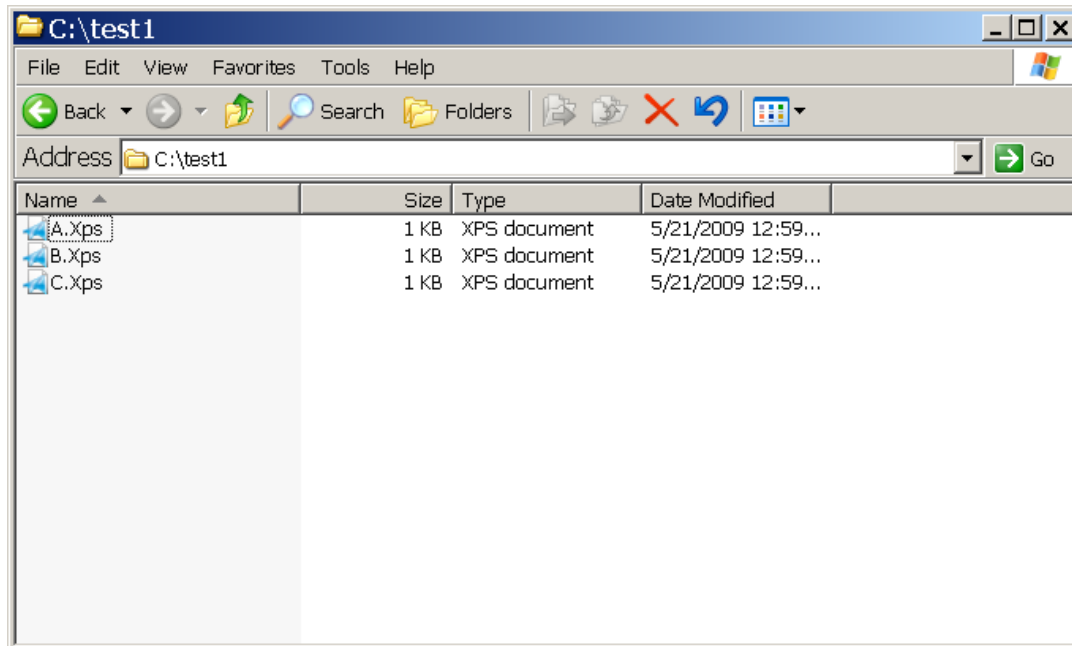 C:\test1
File Edit View Favorites Tools Help
Back Search Folders
Address C:\test1 Go
Name Size Type Date Modified
A.Xps 1 KB XPS document 5/21/2009 12:59...
B.Xps 1 KB XPS document 5/21/2009 12:59...
C.Xps 1 KB XPS document 5/21/2009 12:59...